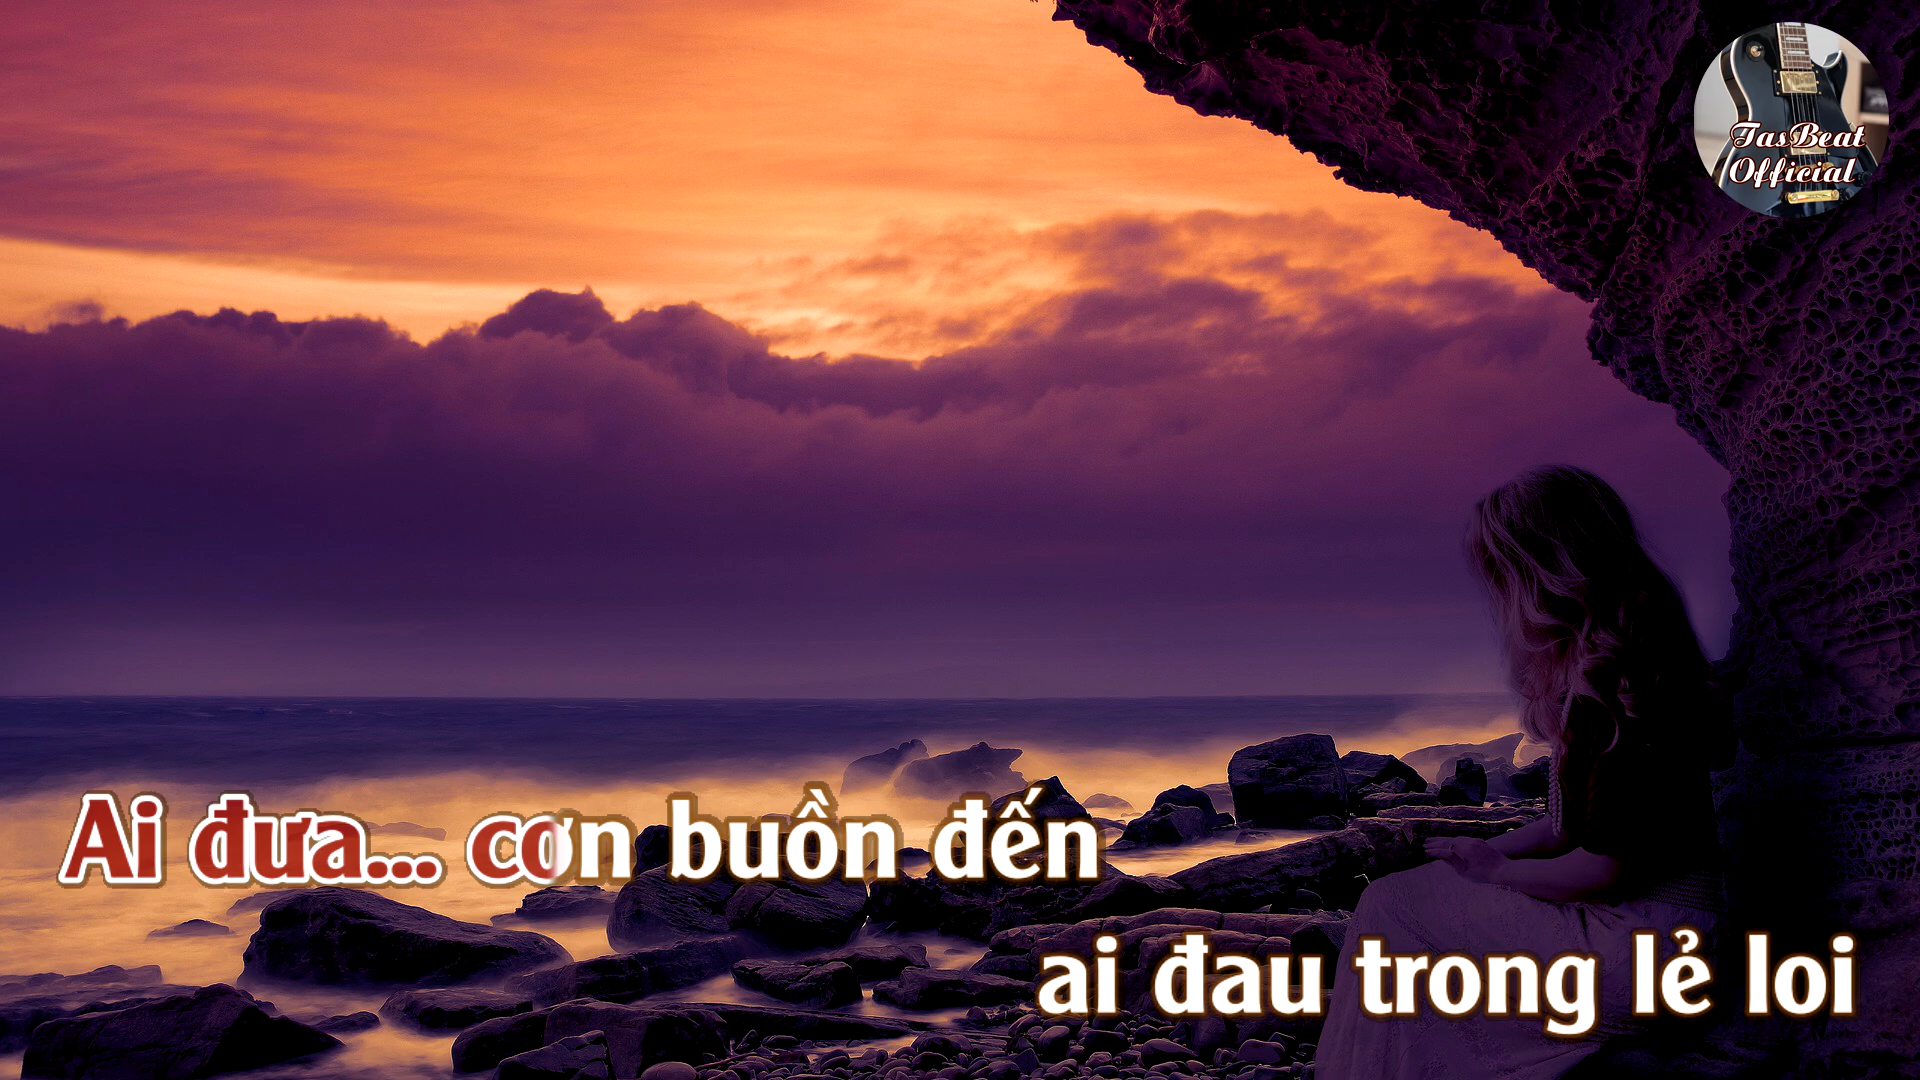 TasBeat
Official
Ai đưa... cơn buồn đến
ai đau trong lẻ loi